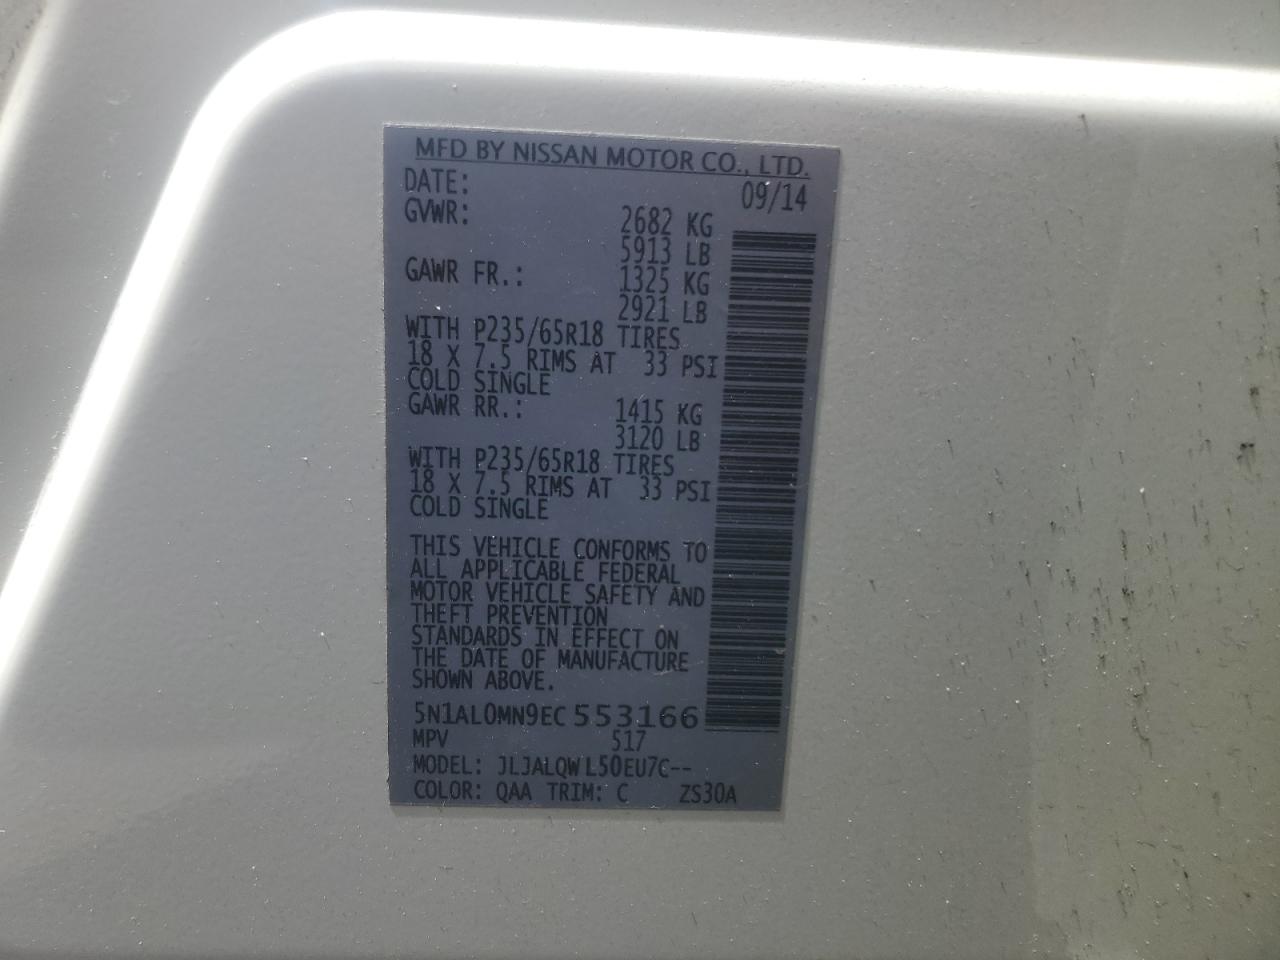 MFD BY NISSAN MOTOR CO., LTD.
DATE: 09/14
GVWR: 2682 KG
5913 LB
GAWR FR.: 1325 KG
2921 LB
WITH P235/65R18 TIRES
18 X 7.5 RIMS AT 33 PSI
COLD SINGLE
GAWR RR.: 1415 KG
3120 LB
WITH P235/65R18 TIRES
18 X 7.5 RIMS AT 33 PSI
COLD SINGLE
THIS VEHICLE CONFORMS TO
ALL APPLICABLE FEDERAL
MOTOR VEHICLE SAFETY AND
THEFT PREVENTION
STANDARDS IN EFFECT ON
THE DATE OF MANUFACTURE
SHOWN ABOVE.
5N1AL0MN9EC553166
MPV 517
MODEL: JLJALQWL50EU7C--
COLOR: QAA TRIM: C ZS30A